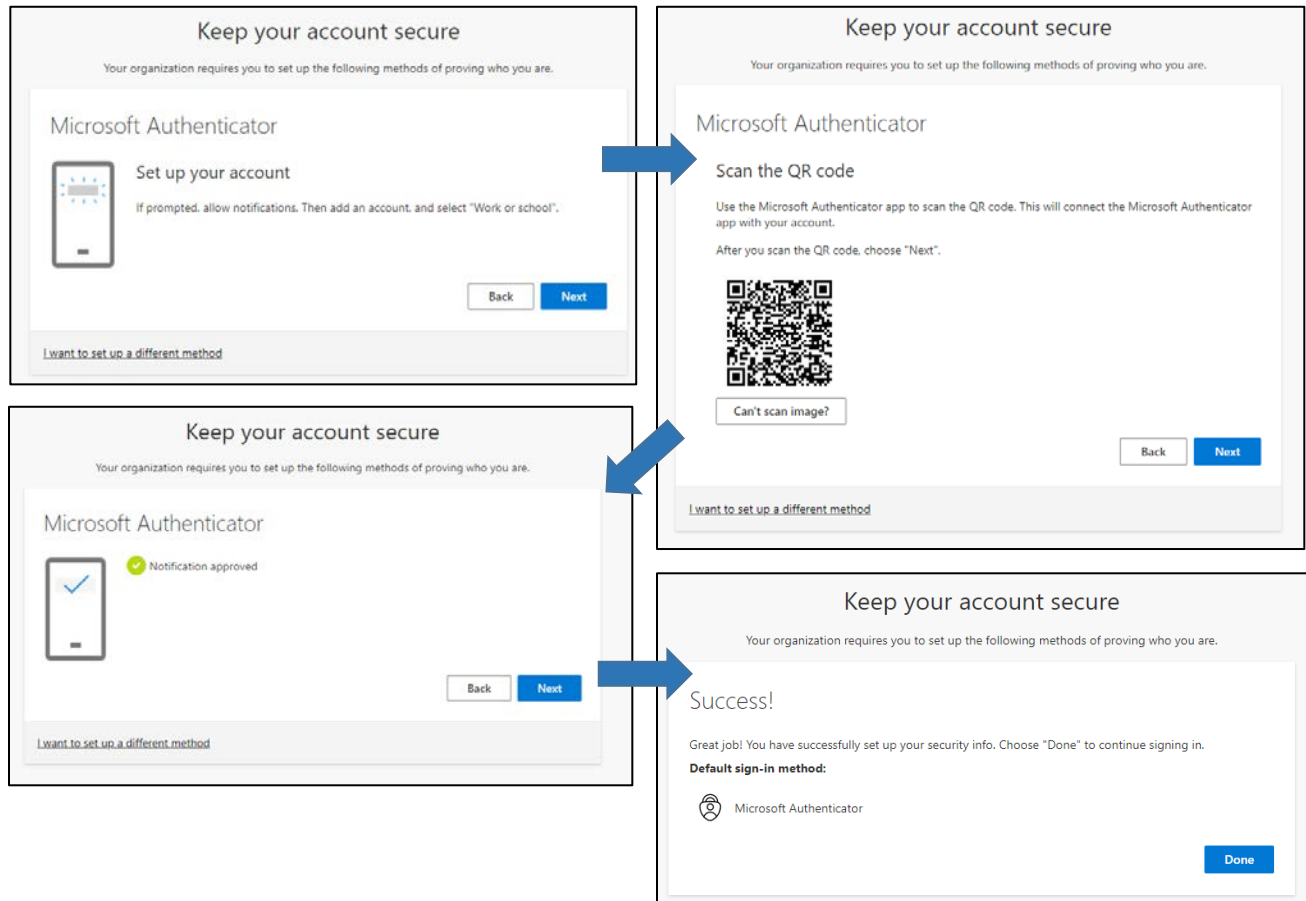 Keep your account secure
Your organization requires you to set up the following methods of proving who you are.
Microsoft Authenticator
Set up your account
If prompted, allow notifications. Then add an account, and select "Work or school".
Back
Next
I want to set up a different method
Keep your account secure
Your organization requires you to set up the following methods of proving who you are.
Microsoft Authenticator
Scan the QR code
Use the Microsoft Authenticator app to scan the QR code. This will connect the Microsoft Authenticator
app with your account.
After you scan the QR code, choose "Next".
Can't scan image?
Back
Next
I want to set up a different method
Keep your account secure
Your organization requires you to set up the following methods of proving who you are.
Microsoft Authenticator
Notification approved
Back
Next
I want to set up a different method
Keep your account secure
Your organization requires you to set up the following methods of proving who you are.
Success!
Great job! You have successfully set up your security info. Choose "Done" to continue signing in.
Default sign-in method:
Microsoft Authenticator
Done